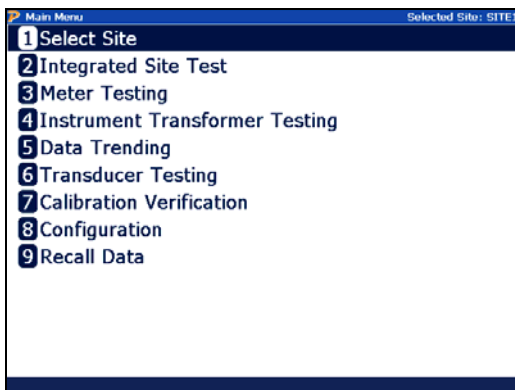 Main Menu Selected Site: SITE1
1 Select Site
2 Integrated Site Test
3 Meter Testing
4 Instrument Transformer Testing
5 Data Trending
6 Transducer Testing
7 Calibration Verification
8 Configuration
9 Recall Data